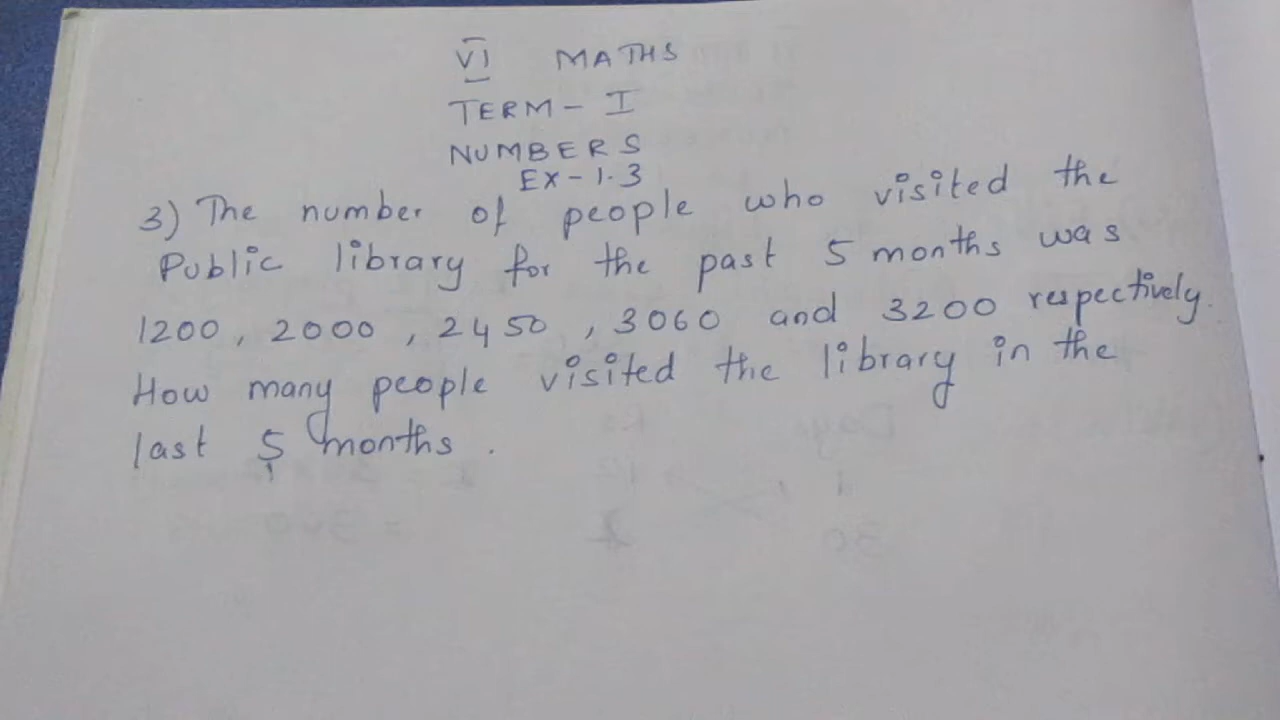 VI MATHS
TERM - I
NUMBERS
EX - 1.3
3) The number of people who visited the
Public library for the past 5 months was
1200, 2000, 2450, 3060 and 3200 respectively.
How many people visited the library in the
last 5 months.